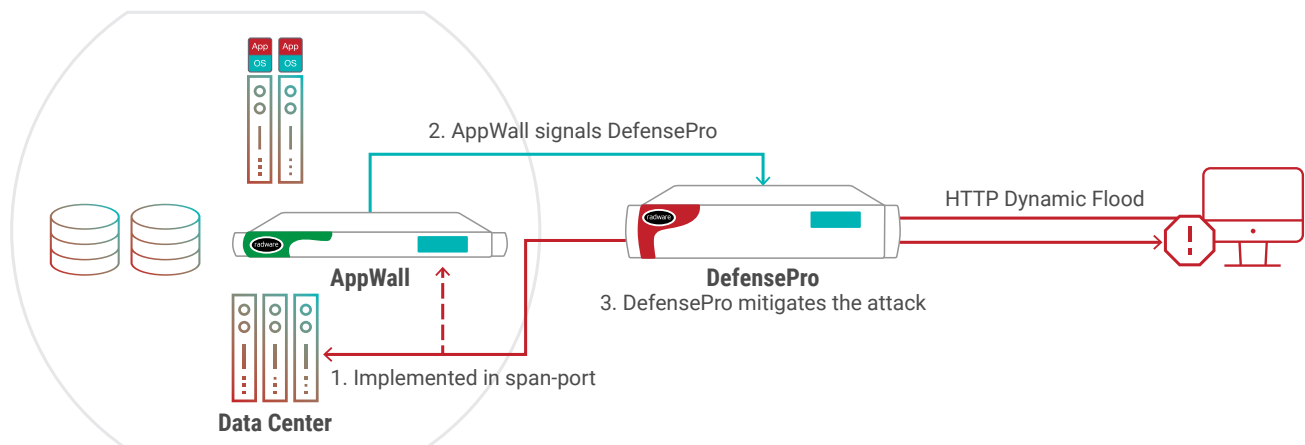 App App
OS OS
2. AppWall signals DefensePro
HTTP Dynamic Flood
radware
radware
AppWall
DefensePro
3. DefensePro mitigates the attack
1. Implemented in span-port
Data Center